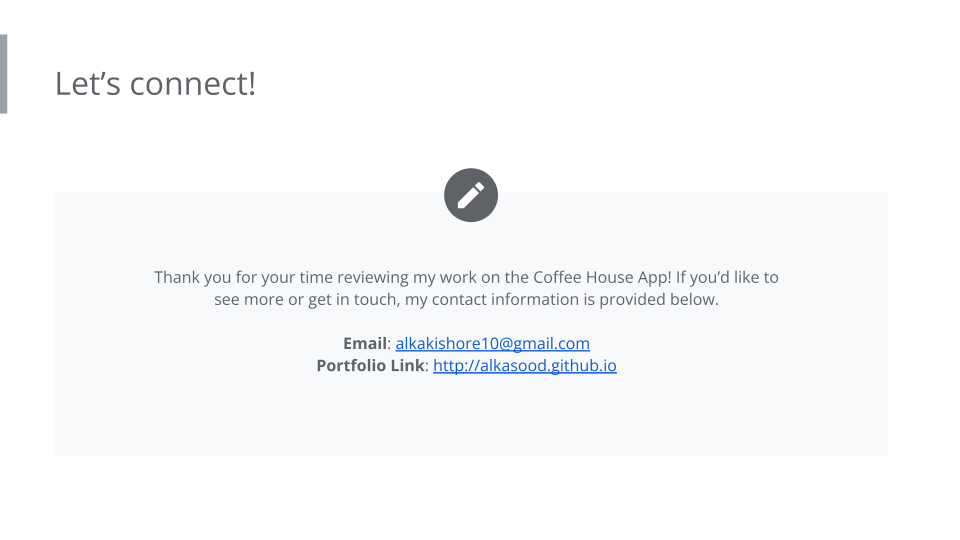 Let’s connect!
Thank you for your time reviewing my work on the Coffee House App! If you’d like to
see more or get in touch, my contact information is provided below.
Email: alkakishore10@gmail.com
Portfolio Link: http://alkasood.github.io